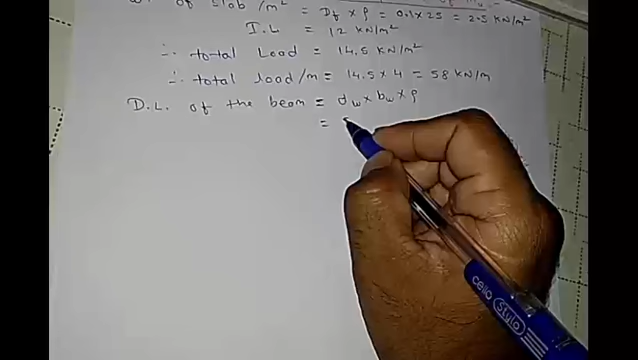 of slab /m² = Df × ρ = 0.1 × 25 = 2.5 KN/m²
I.L = 12 KN/m²
∴ total Load = 14.5 KN/m²
∴ total load/m = 14.5 × 4 = 58 KN/m
D.L. of the beam = dw × bw × ρ
=
cello Stylo